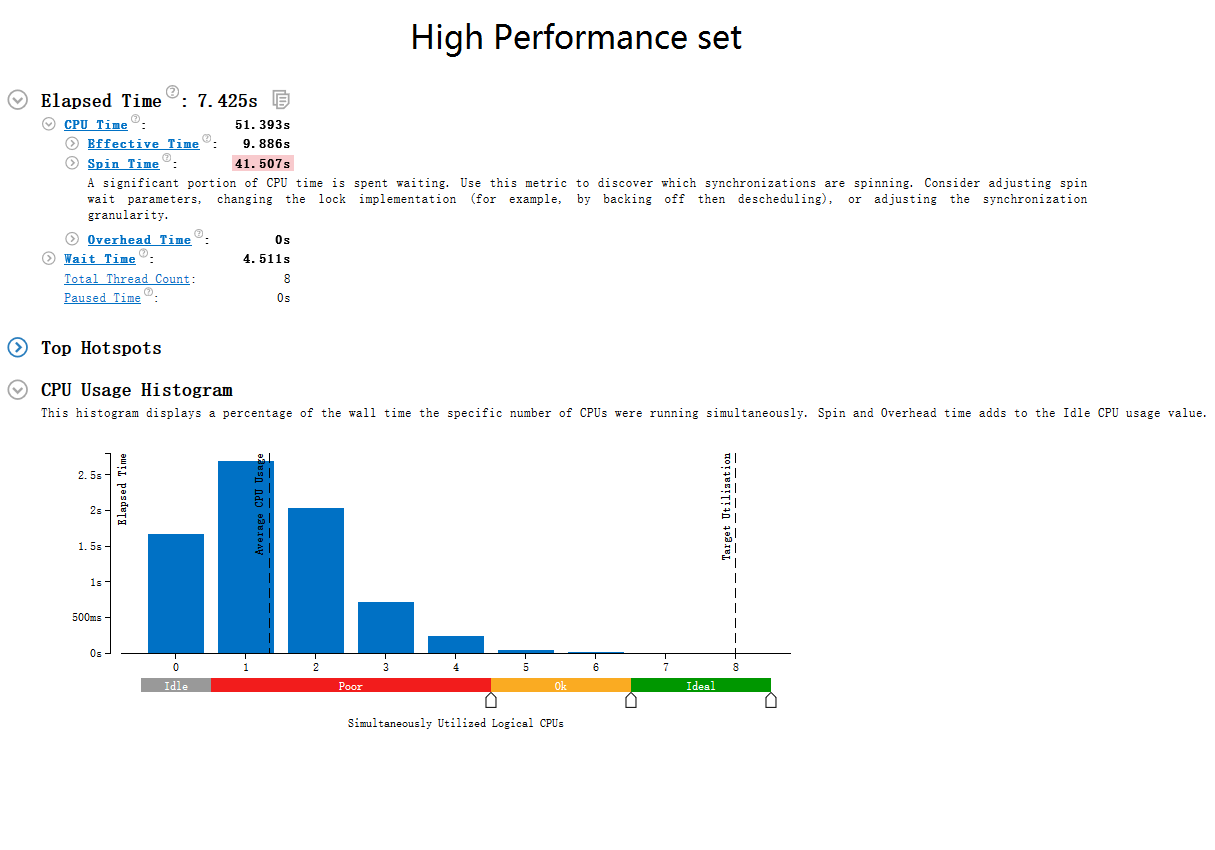 High Performance set
Elapsed Time ?: 7.425s
CPU Time ?: 51.393s
Effective Time ?: 9.886s
Spin Time ?: 41.507s
A significant portion of CPU time is spent waiting. Use this metric to discover which synchronizations are spinning. Consider adjusting spin
wait parameters, changing the lock implementation (for example, by backing off then descheduling), or adjusting the synchronization
granularity.
Overhead Time ?: 0s
Wait Time ?: 4.511s
Total Thread Count: 8
Paused Time ?: 0s
Top Hotspots
CPU Usage Histogram
This histogram displays a percentage of the wall time the specific number of CPUs were running simultaneously. Spin and Overhead time adds to the Idle CPU usage value.
Elapsed Time
Average CPU Usage
Target Utilization
2.5s
2s
1.5s
1s
500ms
0s
0 1 2 3 4 5 6 7 8
Idle Poor Ok Ideal
Simultaneously Utilized Logical CPUs